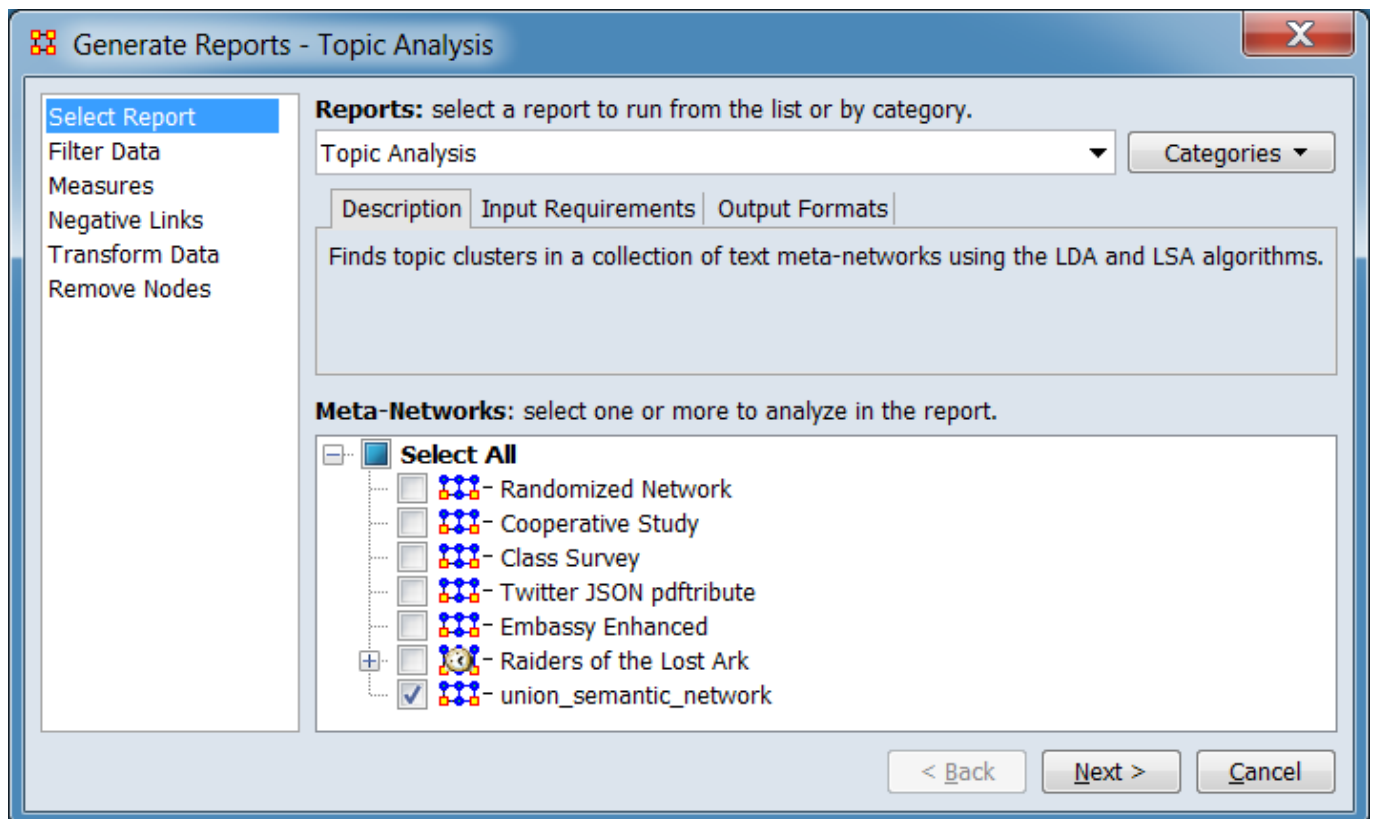 Generate Reports - Topic Analysis
Select Report
Filter Data
Measures
Negative Links
Transform Data
Remove Nodes
Reports: select a report to run from the list or by category.
Topic Analysis
Categories
Description Input Requirements Output Formats
Finds topic clusters in a collection of text meta-networks using the LDA and LSA algorithms.
Meta-Networks: select one or more to analyze in the report.
Select All
Randomized Network
Cooperative Study
Class Survey
Twitter JSON pdftribute
Embassy Enhanced
Raiders of the Lost Ark
union_semantic_network
< Back Next > Cancel